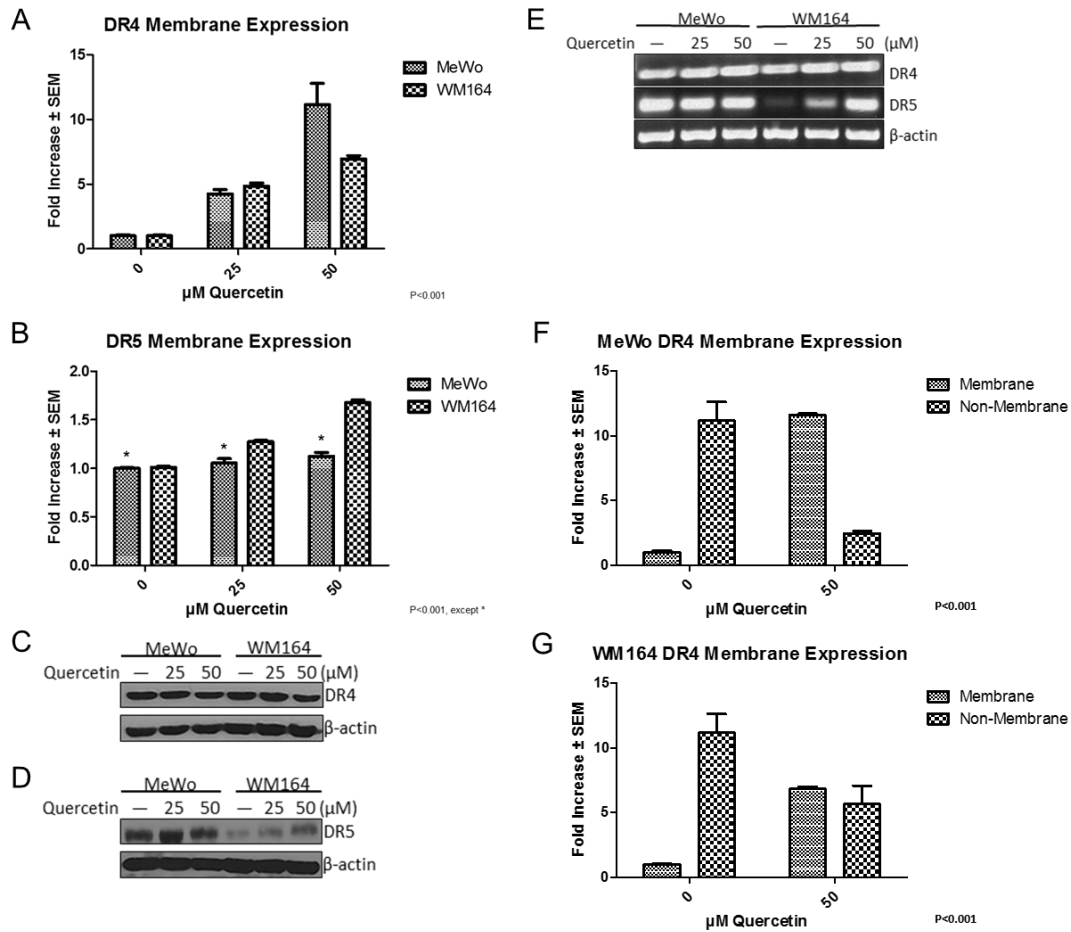 A
DR4 Membrane Expression
Fold Increase ± SEM
15
10
5
0
0
25
50
µM Quercetin
MeWo
WM164
P<0.001
B
DR5 Membrane Expression
Fold Increase ± SEM
2.0
1.5
1.0
0.5
0.0
*
*
*
0
25
50
µM Quercetin
MeWo
WM164
P<0.001, except *
C
MeWo WM164
Quercetin — 25 50 — 25 50 (µM)
DR4
β-actin
D
MeWo WM164
Quercetin — 25 50 — 25 50 (µM)
DR5
β-actin
E
MeWo WM164
Quercetin — 25 50 — 25 50 (µM)
DR4
DR5
β-actin
F
MeWo DR4 Membrane Expression
Fold Increase ± SEM
15
10
5
0
0
50
µM Quercetin
Membrane
Non-Membrane
P<0.001
G
WM164 DR4 Membrane Expression
Fold Increase ± SEM
15
10
5
0
0
50
µM Quercetin
Membrane
Non-Membrane
P<0.001